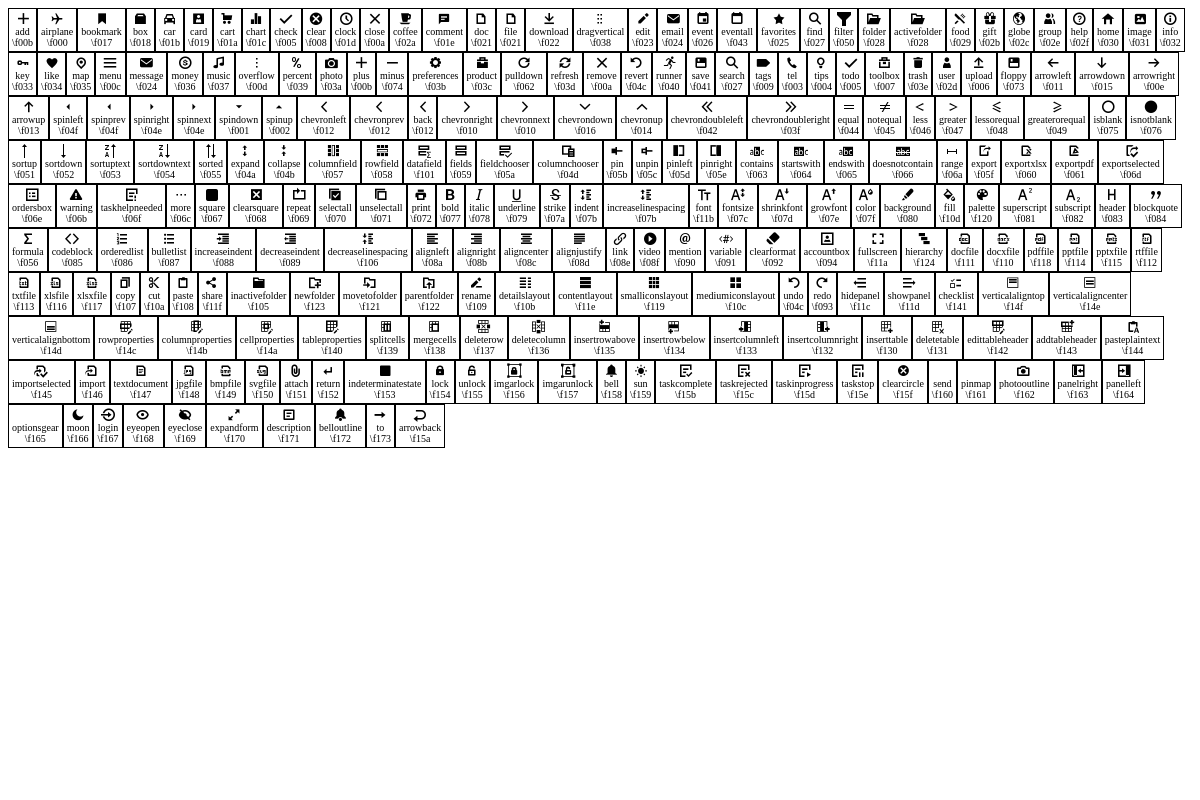 add airplane bookmark box car card cart chart check clear clock close coffee comment doc file download dragvertical edit email event eventall favorites find filter folder activefolder food gift globe group help home image info
\f00b \f000 \f017 \f018 \f01b \f019 \f01a \f01c \f005 \f008 \f01d \f00a \f02a \f01e \f021 \f021 \f022 \f038 \f023 \f024 \f026 \f043 \f025 \f027 \f050 \f028 \f028 \f029 \f02b \f02c \f02e \f02f \f030 \f031 \f032
key like map menu message money music overflow percent photo plus minus preferences product pulldown refresh remove revert runner save search tags tel tips todo toolbox trash user upload floppy arrowleft arrowdown arrowright
\f033 \f034 \f035 \f00c \f024 \f036 \f037 \f00d \f039 \f03a \f00b \f074 \f03b \f03c \f062 \f03d \f00a \f04c \f040 \f041 \f027 \f009 \f003 \f004 \f005 \f007 \f03e \f02d \f006 \f073 \f011 \f015 \f00e
arrowup spinleft spinprev spinright spinnext spindown spinup chevronleft chevronprev back chevronright chevronnext chevrondown chevronup chevrondoubleleft chevrondoubleright equal notequal less greater lessorequal greaterorequal isblank isnotblank
\f013 \f04f \f04f \f04e \f04e \f001 \f002 \f012 \f012 \f012 \f010 \f010 \f016 \f014 \f042 \f03f \f044 \f045 \f046 \f047 \f048 \f049 \f075 \f076
sortup sortdown sortuptext sortdowntext sorted expand collapse columnfield rowfield datafield fields fieldchooser columnchooser pin unpin pinleft pinright contains startswith endswith doesnotcontain range export exportxlsx exportpdf exportselected
\f051 \f052 \f053 \f054 \f055 \f04a \f04b \f057 \f058 \f101 \f059 \f05a \f04d \f05b \f05c \f05d \f05e \f063 \f064 \f065 \f066 \f06a \f05f \f060 \f061 \f06d
ordersbox warning taskhelpneeded more square clearsquare repeat selectall unselectall print bold italic underline strike indent increaselinespacing font fontsize shrinkfont growfont color background fill palette superscript subscript header blockquote
\f06e \f06b \f06f \f06c \f067 \f068 \f069 \f070 \f071 \f072 \f077 \f078 \f079 \f07a \f07b \f07b \f11b \f07c \f07d \f07e \f07f \f080 \f10d \f120 \f081 \f082 \f083 \f084
formula codeblock orderedlist bulletlist increaseindent decreaseindent decreaselinespacing alignleft alignright aligncenter alignjustify link video mention variable clearformat accountbox fullscreen hierarchy docfile docxfile pdffile pptfile pptxfile rtffile
\f056 \f085 \f086 \f087 \f088 \f089 \f106 \f08a \f08b \f08c \f08d \f08e \f08f \f090 \f091 \f092 \f094 \f11a \f124 \f111 \f110 \f118 \f114 \f115 \f112
txtfile xlsfile xlsxfile copy cut paste share inactivefolder newfolder movetofolder parentfolder rename detailslayout contentlayout smalliconslayout mediumiconslayout undo redo hidepanel showpanel checklist verticalaligntop verticalaligncenter
\f113 \f116 \f117 \f107 \f10a \f108 \f11f \f105 \f123 \f121 \f122 \f109 \f10b \f11e \f119 \f10c \f04c \f093 \f11c \f11d \f141 \f14f \f14e
verticalalignbottom rowproperties columnproperties cellproperties tableproperties splitcells mergecells deleterow deletecolumn insertrowabove insertrowbelow insertcolumnleft insertcolumnright inserttable deletetable edittableheader addtableheader pasteplaintext
\f14d \f14c \f14b \f14a \f140 \f139 \f138 \f137 \f136 \f135 \f134 \f133 \f132 \f130 \f131 \f142 \f143 \f144
importselected import textdocument jpgfile bmpfile svgfile attach return indeterminatestate lock unlock imgarlock imgarunlock bell sun taskcomplete taskrejected taskinprogress taskstop clearcircle send pinmap photooutline panelright panelleft
\f145 \f146 \f147 \f148 \f149 \f150 \f151 \f152 \f153 \f154 \f155 \f156 \f157 \f158 \f159 \f15b \f15c \f15d \f15e \f15f \f160 \f161 \f162 \f163 \f164
optionsgear moon login eyeopen eyeclose expandform description belloutline to arrowback
\f165 \f166 \f167 \f168 \f169 \f170 \f171 \f172 \f173 \f15a